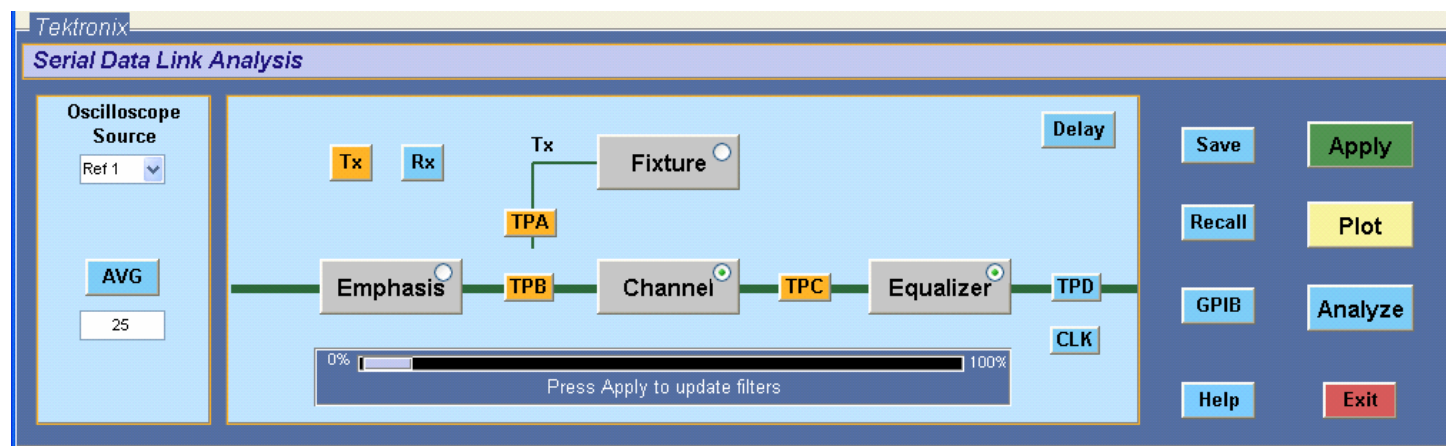 Tektronix
Serial Data Link Analysis
Oscilloscope
Source
Ref 1
AVG
25
Tx
Rx
Tx
Fixture
Delay
TPA
Emphasis
TPB
Channel
TPC
Equalizer
TPD
CLK
0%
100%
Press Apply to update filters
Save
Apply
Recall
Plot
GPIB
Analyze
Help
Exit